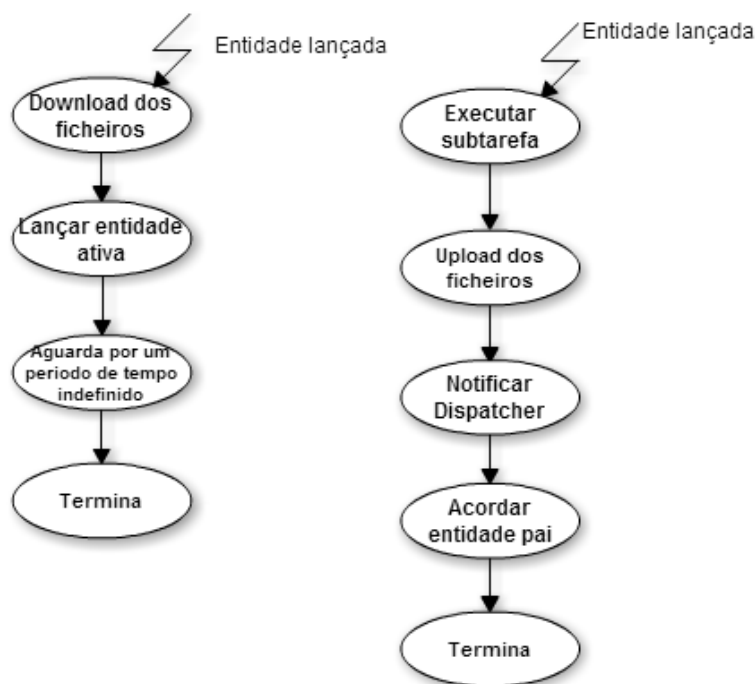 Entidade lançada
Download dos
ficheiros
Lançar entidade
ativa
Aguarda por um
periodo de tempo
indefinido
Termina
Entidade lançada
Executar
subtarefa
Upload dos
ficheiros
Notificar
Dispatcher
Acordar
entidade pai
Termina